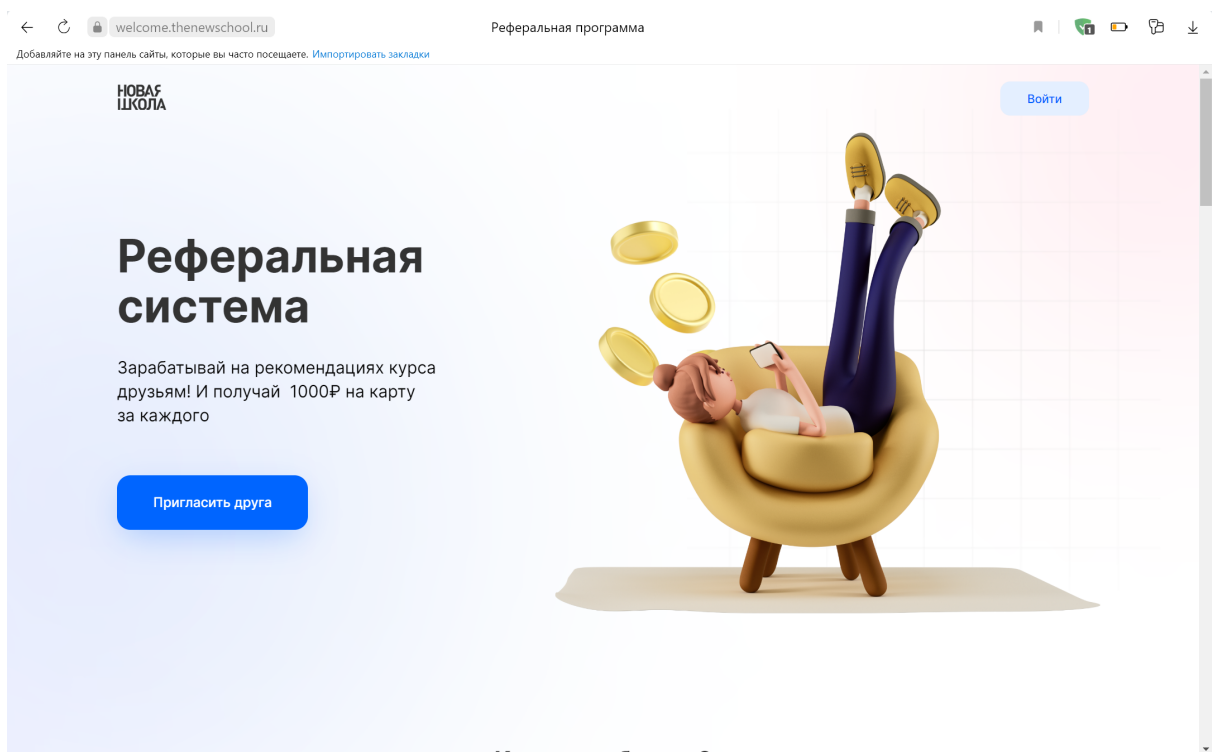 welcome.thenewschool.ru
Реферальная программа
1
Добавляйте на эту панель сайты, которые вы часто посещаете. Импортировать закладки
НОВАЯ
ШКОЛА
Войти
Реферальная
система
Зарабатывай на рекомендациях курса
друзьям! И получай 1000₽ на карту
за каждого
Пригласить друга